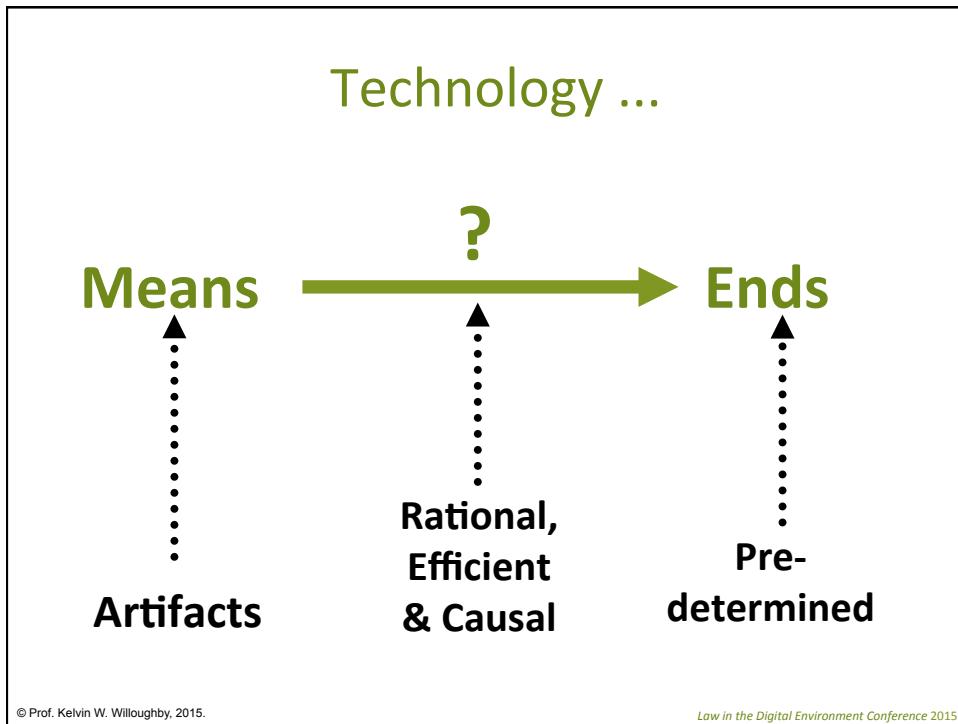 Technology ...
?
Means
Ends
Artifacts
Rational,
Efficient
& Causal
Pre-
determined
© Prof. Kelvin W. Willoughby, 2015.
Law in the Digital Environment Conference 2015